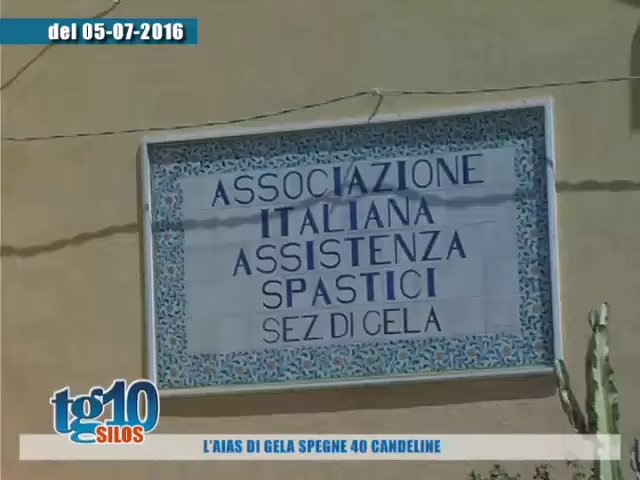 del 05-07-2016
ASSOCIAZIONE
ITALIANA
ASSISTENZA
SPASTICI
SEZ. DI GELA
tg10
SILOS
L'AIAS DI GELA SPEGNE 40 CANDELINE